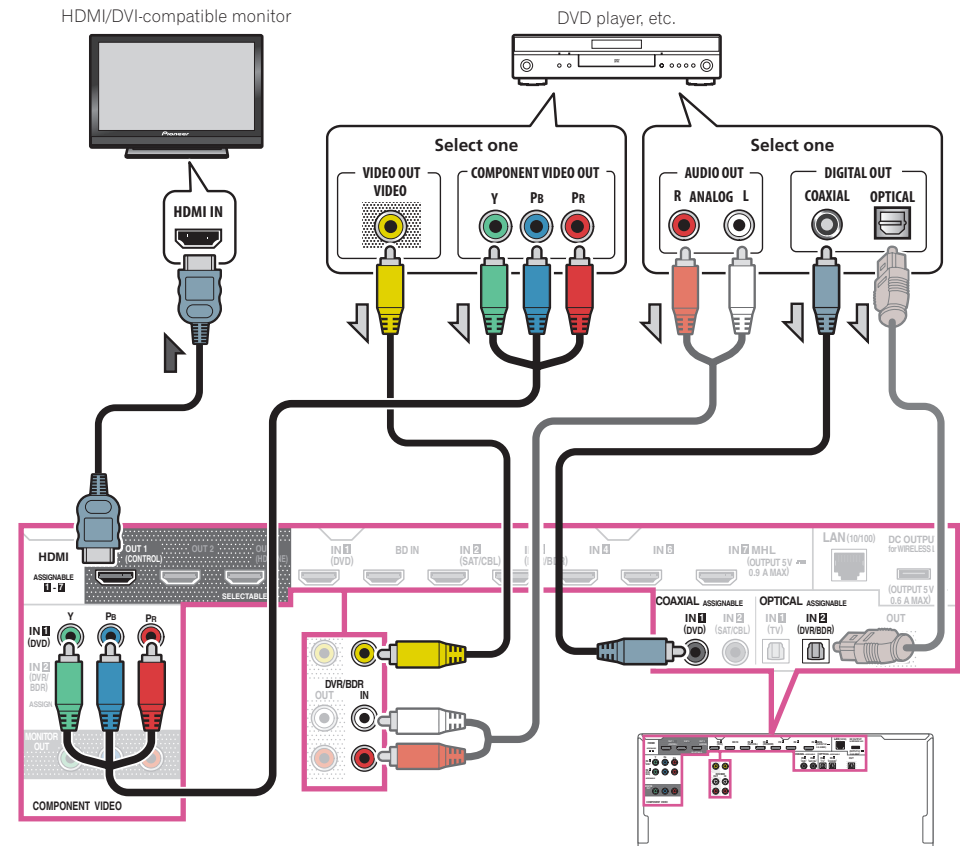 HDMI/DVI-compatible monitor
DVD player, etc.
Pioneer
HDMI IN
Select one
VIDEO OUT
VIDEO
COMPONENT VIDEO OUT
Y PB PR
Select one
AUDIO OUT
R ANALOG L
DIGITAL OUT
COAXIAL OPTICAL
HDMI
ASSIGNABLE
1 - 7
OUT 1
(CONTROL)
OUT 2
SELECTABLE
IN 1
(DVD)
BD IN
IN 2
(SAT/CBL)
IN 4
IN 6
IN 7 MHL
(OUTPUT 5V
0.9 A MAX)
LAN (10/100)
DC OUTPU
for WIRELESS L
(OUTPUT 5V
0.6 A MAX)
Y PB PR
IN 1
(DVD)
IN 2
(DVR/
BDR)
ASSIGN
MONITOR
OUT
COMPONENT VIDEO
DVR/BDR
OUT IN
COAXIAL ASSIGNABLE
IN 1
(DVD)
IN 2
(SAT/CBL)
OPTICAL ASSIGNABLE
IN 1
(TV)
IN 2
(DVR/BDR)
OUT